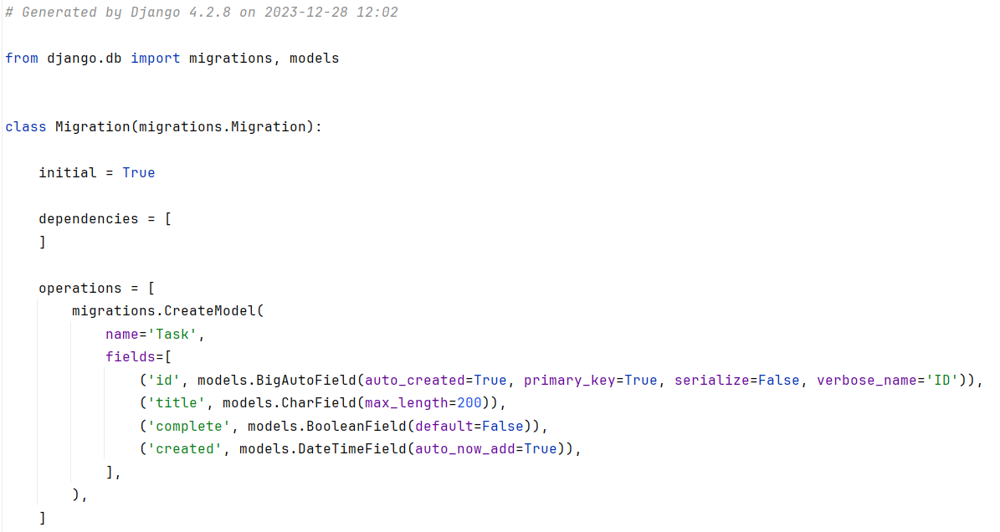 # Generated by Django 4.2.8 on 2023-12-28 12:02
from django.db import migrations, models
class Migration(migrations.Migration):
initial = True
dependencies = [
]
operations = [
migrations.CreateModel(
name='Task',
fields=[
('id', models.BigAutoField(auto_created=True, primary_key=True, serialize=False, verbose_name='ID')),
('title', models.CharField(max_length=200)),
('complete', models.BooleanField(default=False)),
('created', models.DateTimeField(auto_now_add=True)),
],
),
]